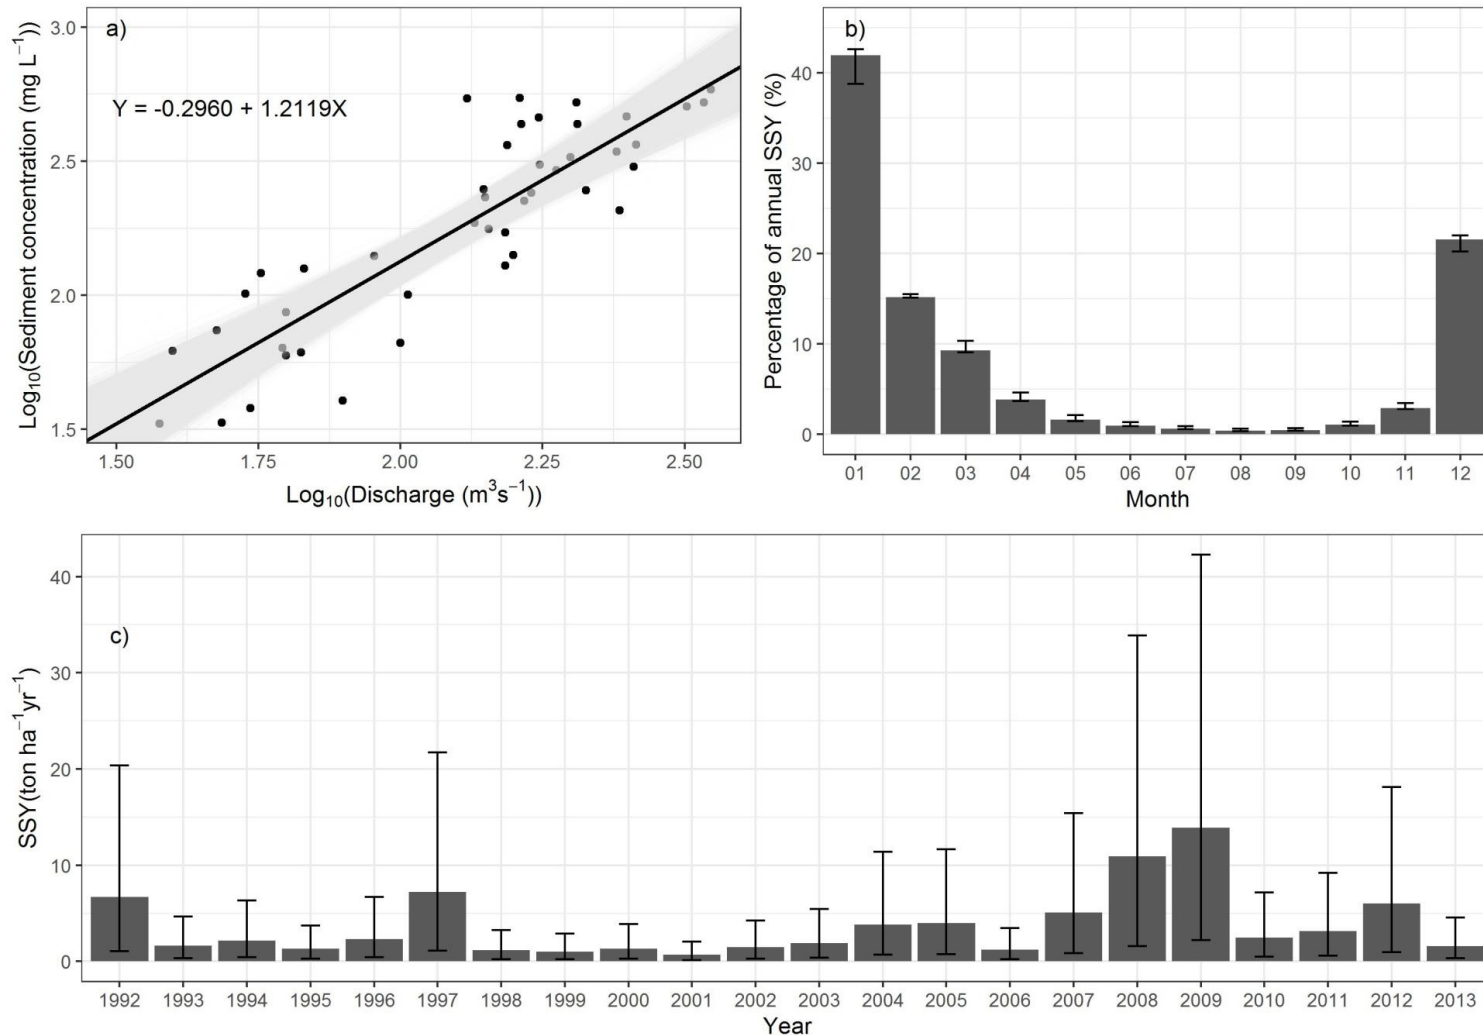 a)
Y = -0.2960 + 1.2119X
Log₁₀(Sediment concentration (mg L⁻¹))
3.0
2.5
2.0
1.5
1.50 1.75 2.00 2.25 2.50
Log₁₀(Discharge (m³s⁻¹))
b)
Percentage of annual SSY (%)
40
30
20
10
0
01 02 03 04 05 06 07 08 09 10 11 12
Month
c)
SSY(ton ha⁻¹yr⁻¹)
40
30
20
10
0
1992 1993 1994 1995 1996 1997 1998 1999 2000 2001 2002 2003 2004 2005 2006 2007 2008 2009 2010 2011 2012 2013
Year